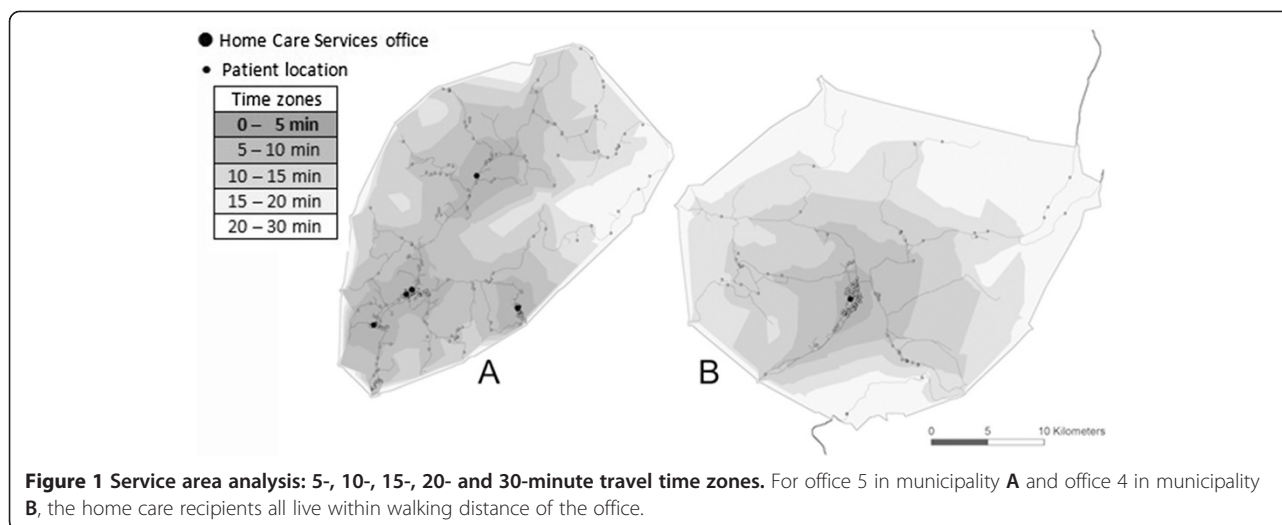 Home Care Services office
Patient location
Time zones
0 – 5 min
5 – 10 min
10 – 15 min
15 – 20 min
20 – 30 min
A
B
0 5 10 Kilometers
Figure 1 Service area analysis: 5-, 10-, 15-, 20- and 30-minute travel time zones. For office 5 in municipality A and office 4 in municipality
B, the home care recipients all live within walking distance of the office.